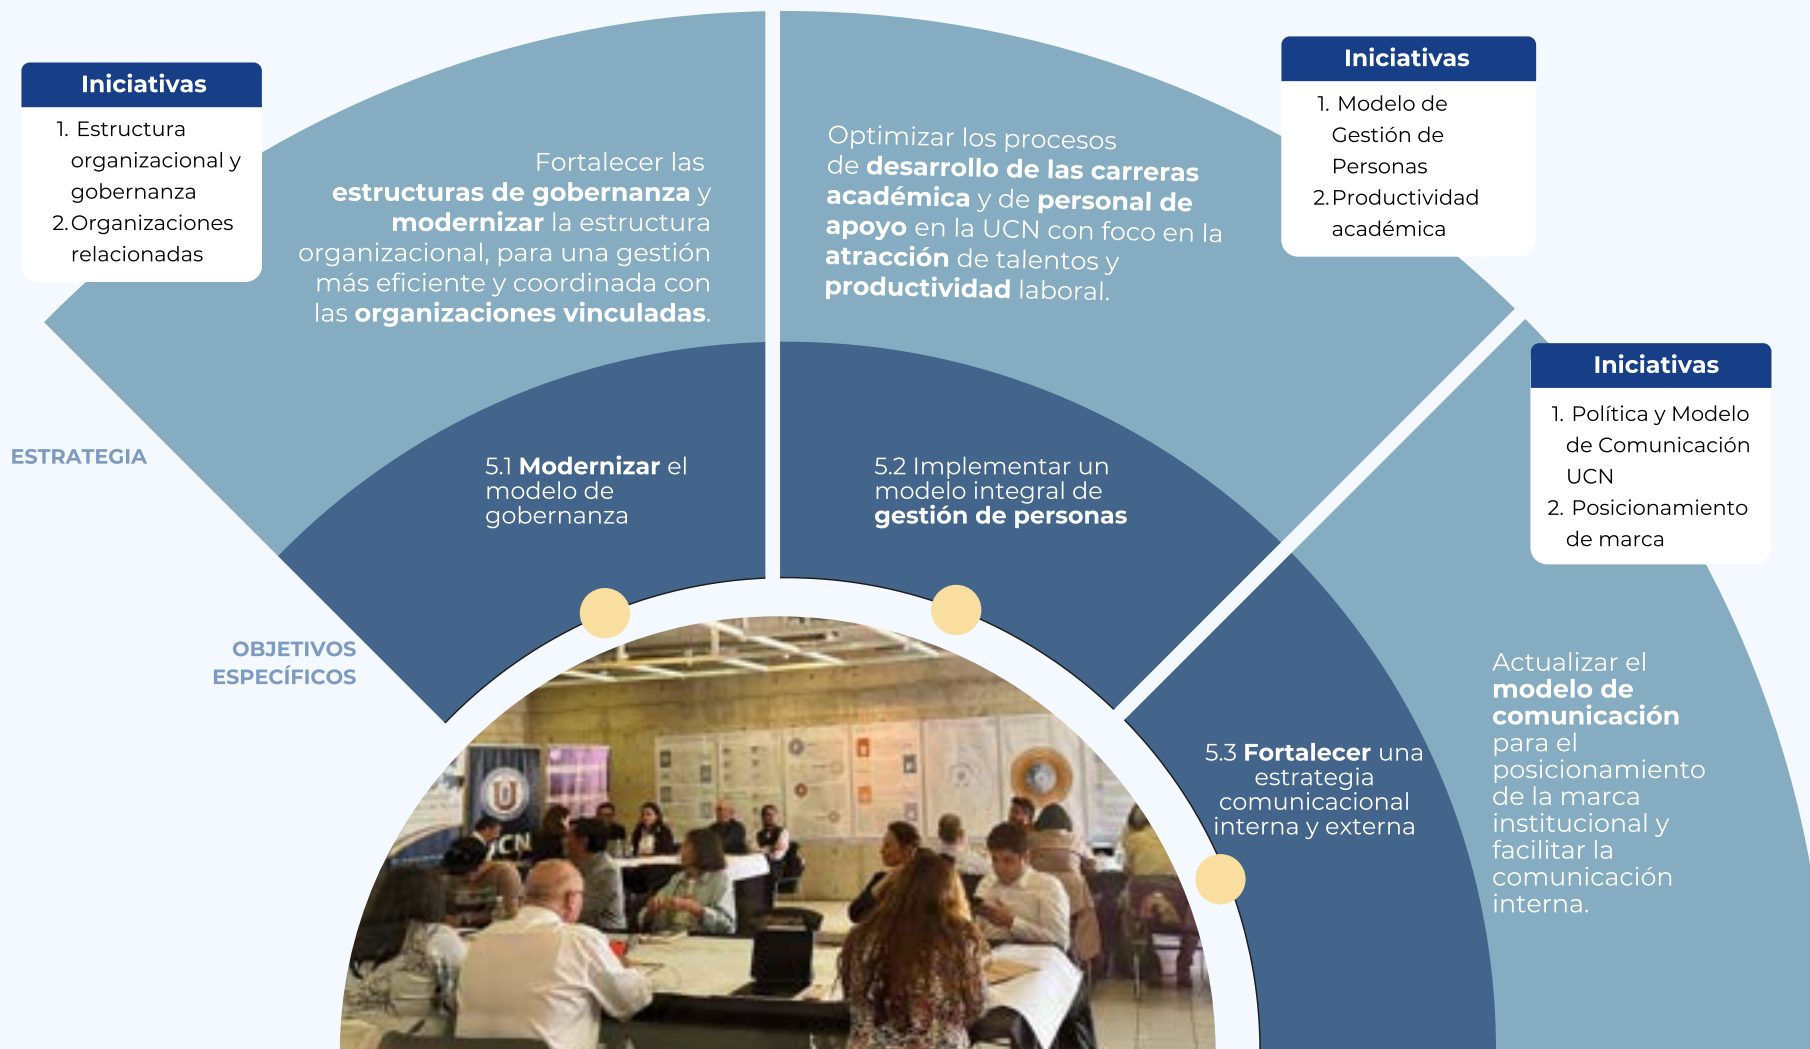 Iniciativas
1. Estructura
organizacional y
gobernanza
2.Organizaciones
relacionadas
Fortalecer las
estructuras de gobernanza y
modernizar la estructura
organizacional, para una gestión
más eficiente y coordinada con
las organizaciones vinculadas.
Optimizar los procesos
de desarrollo de las carreras
académica y de personal de
apoyo en la UCN con foco en la
atracción de talentos y
productividad laboral.
Iniciativas
1. Modelo de
Gestión de
Personas
2.Productividad
académica
Iniciativas
1. Política y Modelo
de Comunicación
UCN
2. Posicionamiento
de marca
ESTRATEGIA
5.1 Modernizar el
modelo de
gobernanza
5.2 Implementar un
modelo integral de
gestión de personas
OBJETIVOS
ESPECÍFICOS
5.3 Fortalecer una
estrategia
comunicacional
interna y externa
Actualizar el
modelo de
comunicación
para el
posicionamiento
de la marca
institucional y
facilitar la
comunicación
interna.